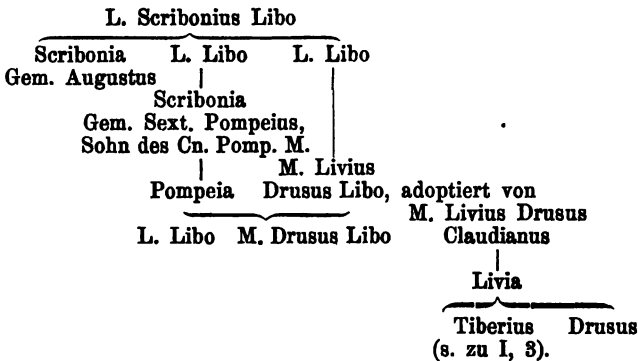 L. Scribonius Libo
Scribonia L. Libo L. Libo
Gem. Augustus
Scribonia
Gem. Sext. Pompeius,
Sohn des Cn. Pomp. M.
M. Livius
Pompeia Drusus Libo, adoptiert von
M. Livius Drusus
L. Libo M. Drusus Libo Claudianus
Livia
Tiberius Drusus
(s. zu I, 3).